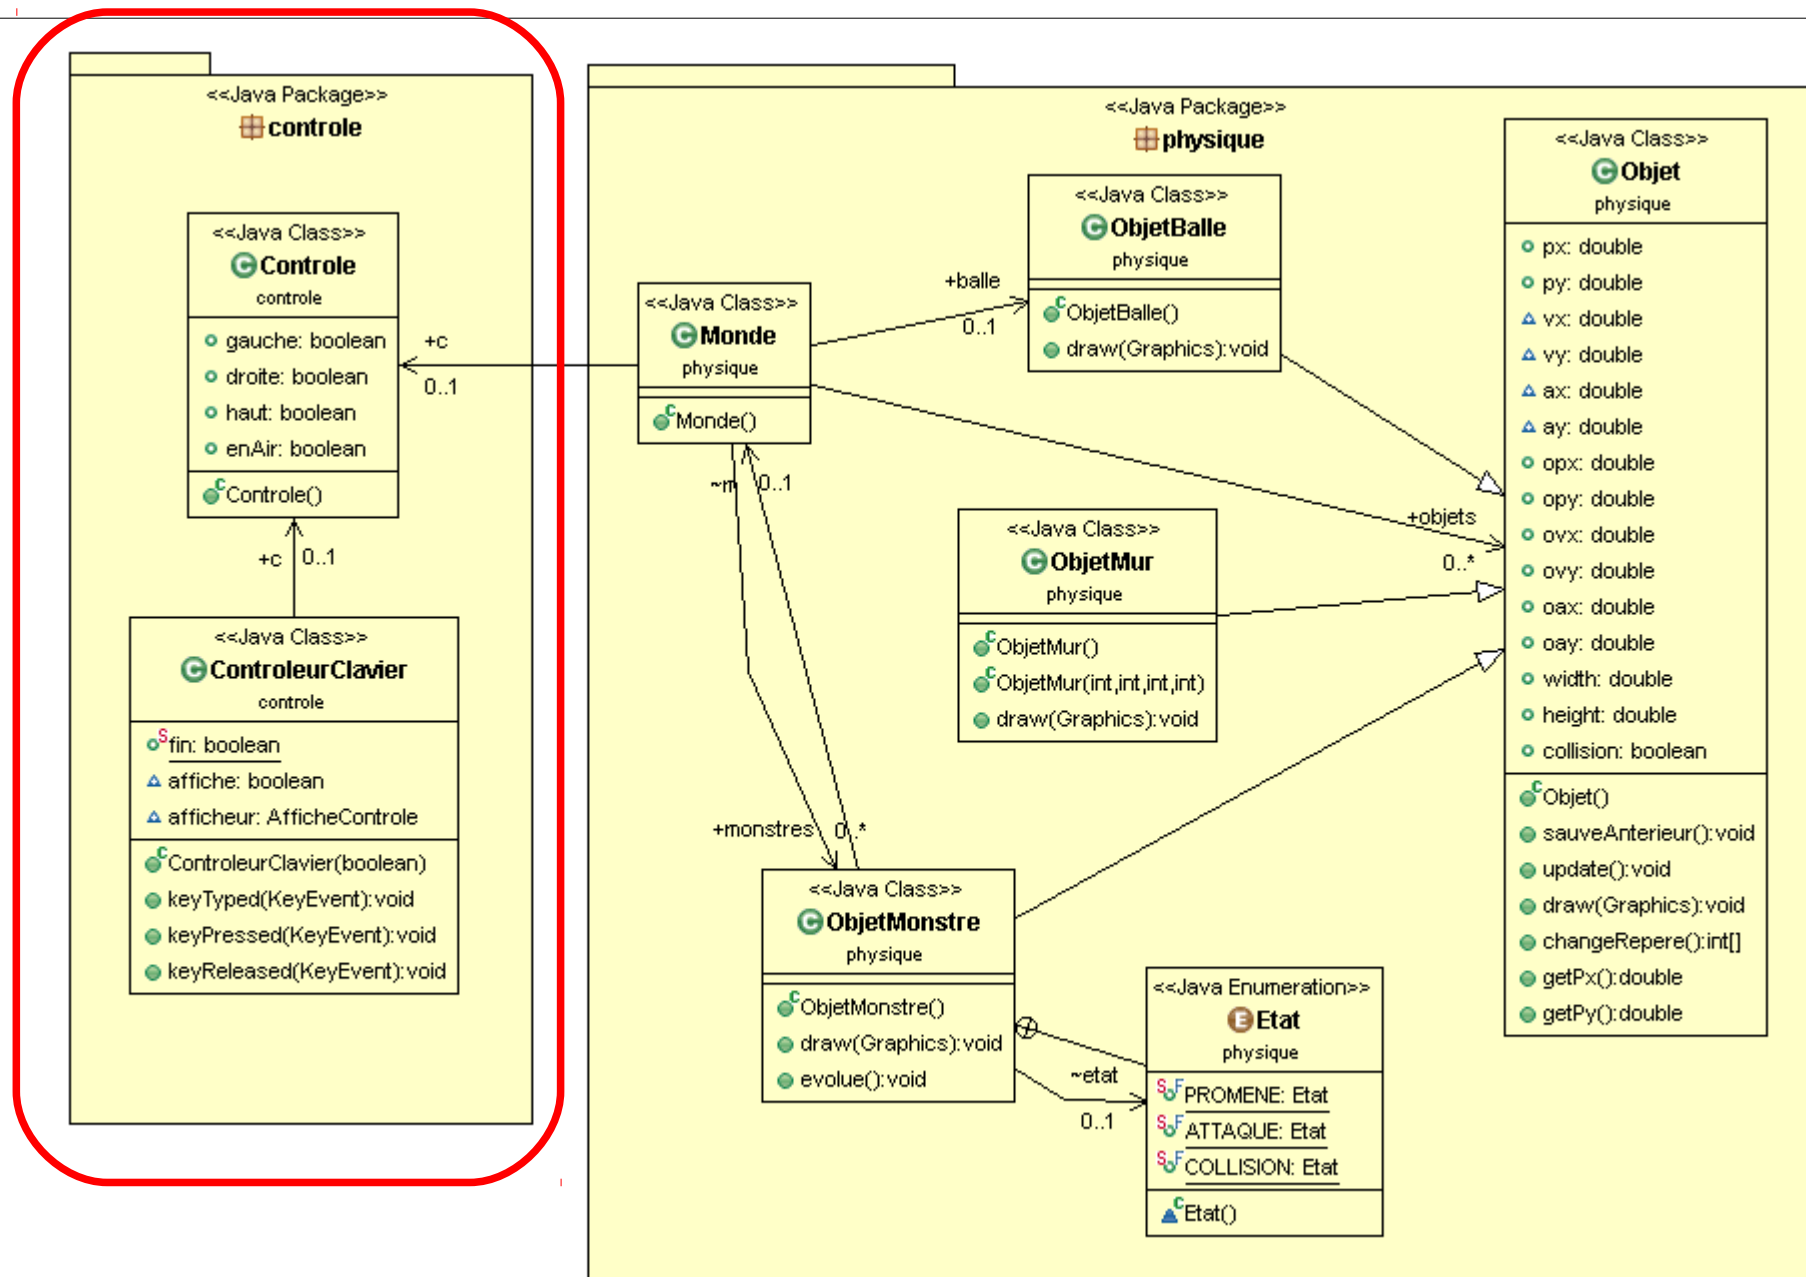 <<Java Package>>
controle
<<Java Class>>
Controle
controle
gauche: boolean
droite: boolean
haut: boolean
enAir: boolean
Controle()
+c
0..1
+c
0..1
<<Java Class>>
ControleurClavier
controle
fin: boolean
affiche: boolean
afficheur: AfficheControle
ControleurClavier(boolean)
keyTyped(KeyEvent):void
keyPressed(KeyEvent):void
keyReleased(KeyEvent):void
<<Java Package>>
physique
<<Java Class>>
Monde
physique
Monde()
+balle
0..1
<<Java Class>>
ObjetBalle
physique
ObjetBalle()
draw(Graphics):void
~m
0..1
+objets
0..*
<<Java Class>>
ObjetMur
physique
ObjetMur()
ObjetMur(int,int,int,int)
draw(Graphics):void
+monstres
0..*
<<Java Class>>
ObjetMonstre
physique
ObjetMonstre()
draw(Graphics):void
evolue():void
~etat
0..1
<<Java Enumeration>>
Etat
physique
PROMENE: Etat
ATTAQUE: Etat
COLLISION: Etat
Etat()
<<Java Class>>
Objet
physique
px: double
py: double
vx: double
vy: double
ax: double
ay: double
opx: double
opy: double
ovx: double
ovy: double
oax: double
oay: double
width: double
height: double
collision: boolean
Objet()
sauveAnterieur():void
update():void
draw(Graphics):void
changeRepere():int[]
getPx():double
getPy():double